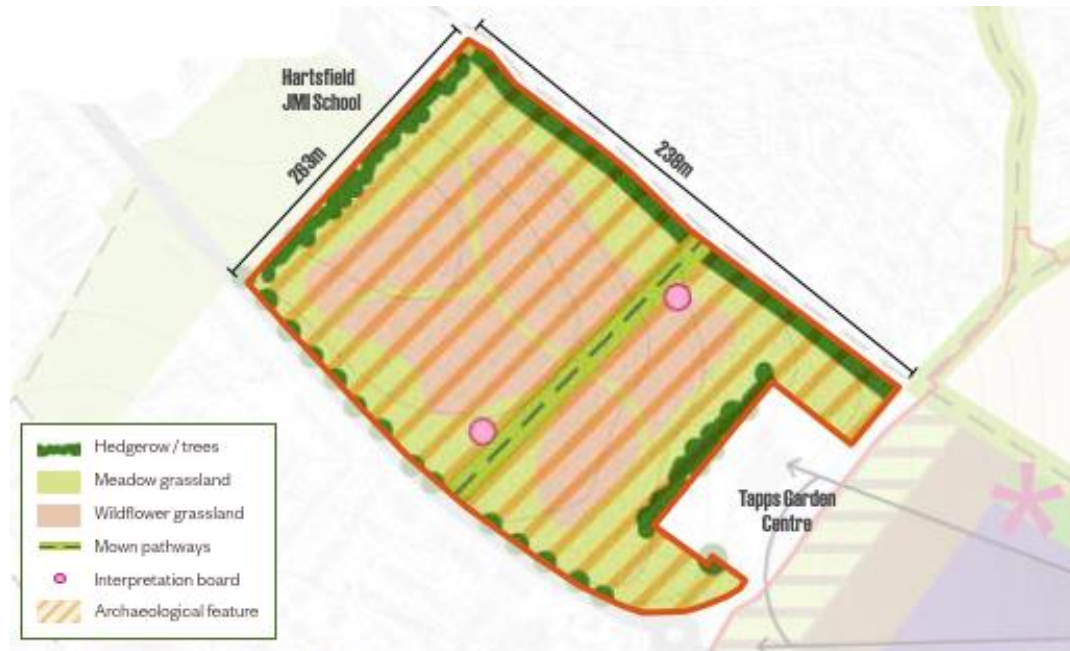 Hartsfield
JMI School
263m
238m
Tapps Garden
Centre
Hedgerow / trees
Meadow grassland
Wildflower grassland
Mown pathways
Interpretation board
Archaeological feature